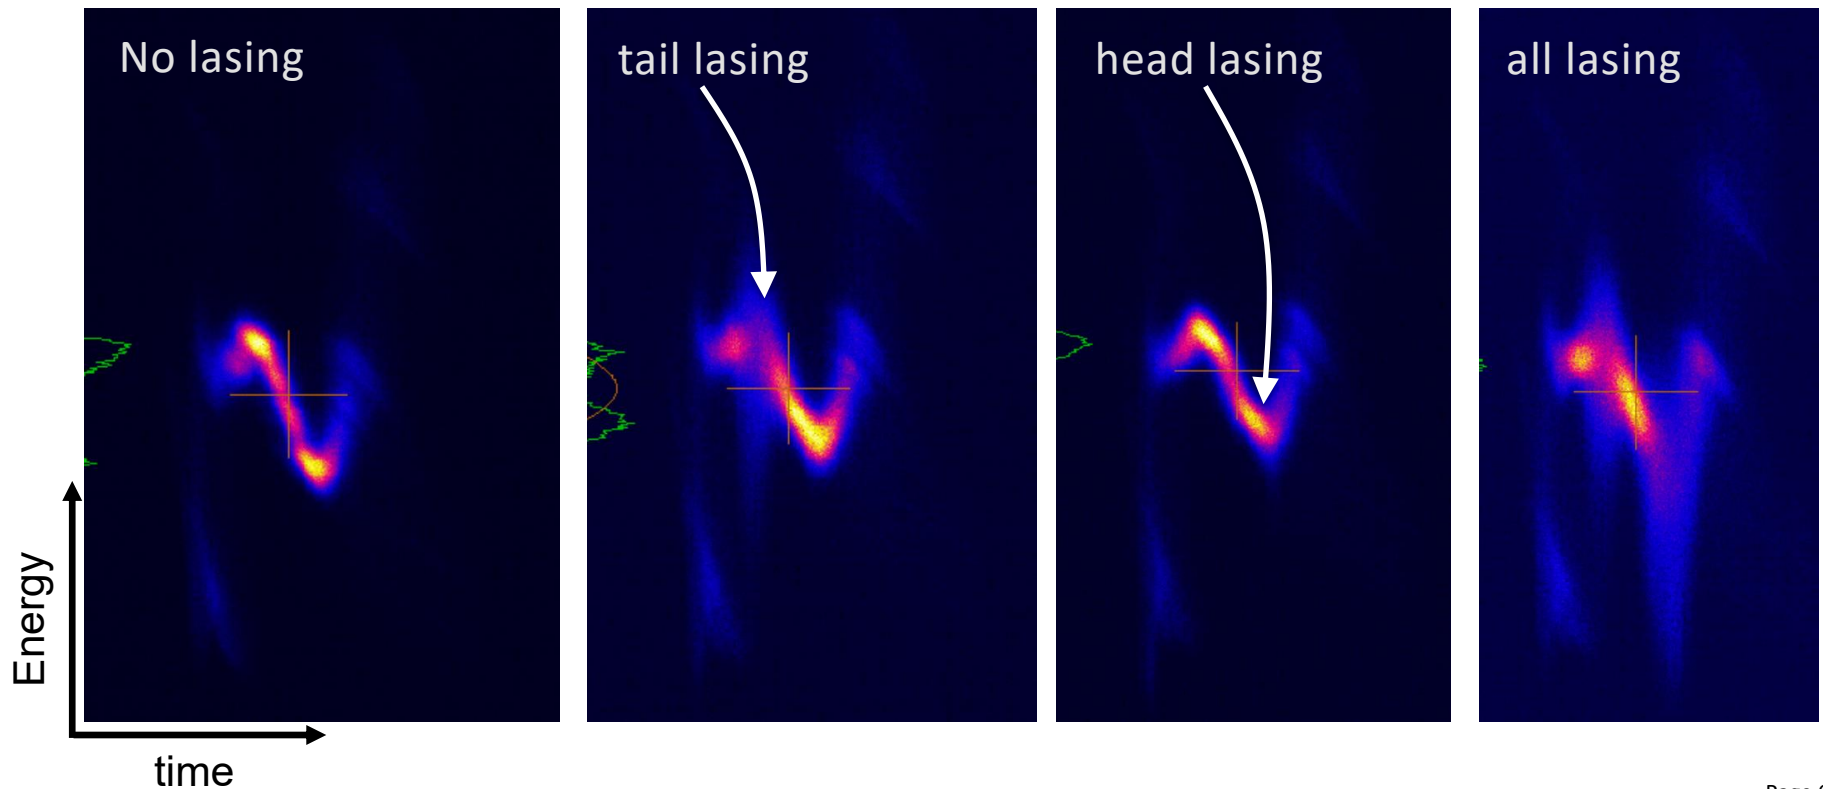 No lasing
tail lasing
head lasing
all lasing
Energy
time